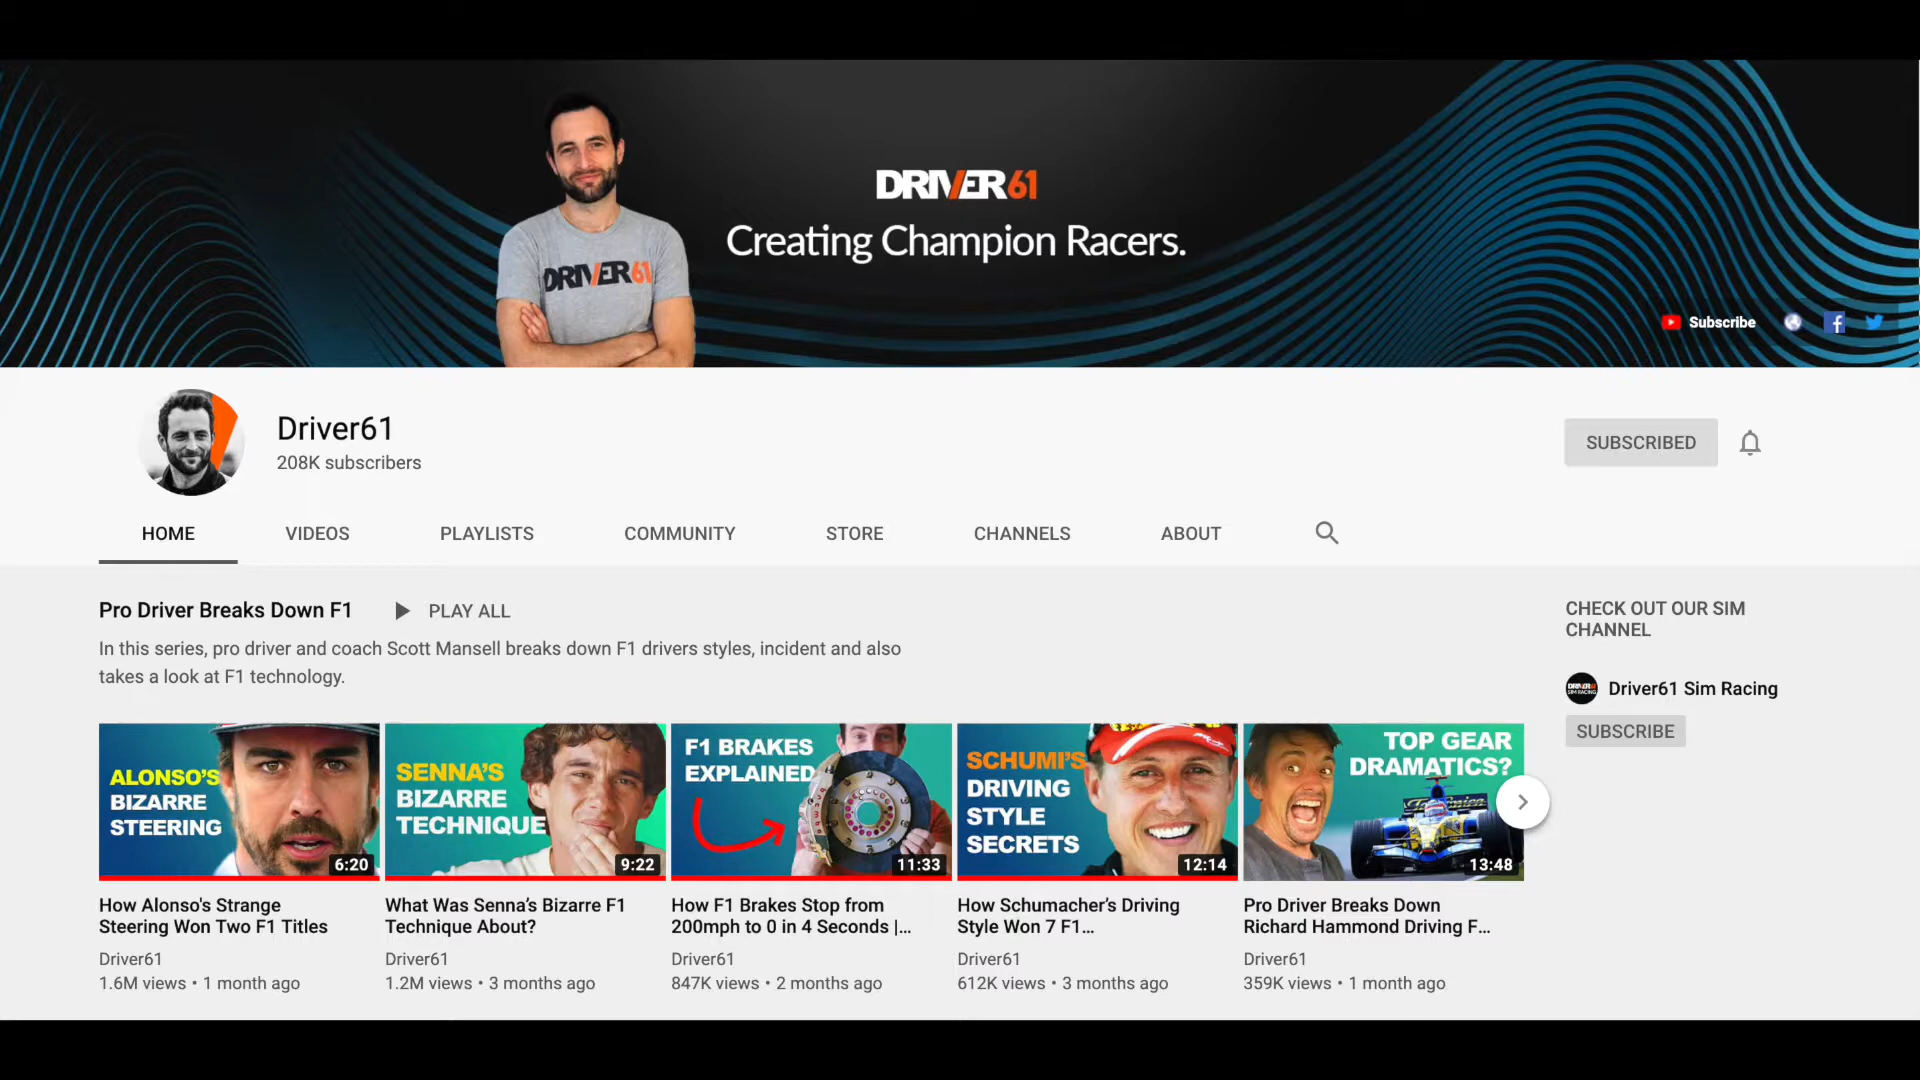 DRIVER61
Creating Champion Racers.
DRIVER61
Subscribe
Driver61
208K subscribers
SUBSCRIBED
HOME
VIDEOS
PLAYLISTS
COMMUNITY
STORE
CHANNELS
ABOUT
Pro Driver Breaks Down F1
PLAY ALL
In this series, pro driver and coach Scott Mansell breaks down F1 drivers styles, incident and also
takes a look at F1 technology.
CHECK OUT OUR SIM
CHANNEL
DRIVER61
SIM RACING
Driver61 Sim Racing
SUBSCRIBE
ALONSO'S
BIZARRE
STEERING
6:20
How Alonso's Strange
Steering Won Two F1 Titles
Driver61
1.6M views • 1 month ago
SENNA'S
BIZARRE
TECHNIQUE
9:22
What Was Senna’s Bizarre F1
Technique About?
Driver61
1.2M views • 3 months ago
F1 BRAKES
EXPLAINED
11:33
How F1 Brakes Stop from
200mph to 0 in 4 Seconds |...
Driver61
847K views • 2 months ago
SCHUMI'S
DRIVING
STYLE
SECRETS
12:14
How Schumacher’s Driving
Style Won 7 F1...
Driver61
612K views • 3 months ago
TOP GEAR
DRAMATICS?
13:48
Pro Driver Breaks Down
Richard Hammond Driving F...
Driver61
359K views • 1 month ago